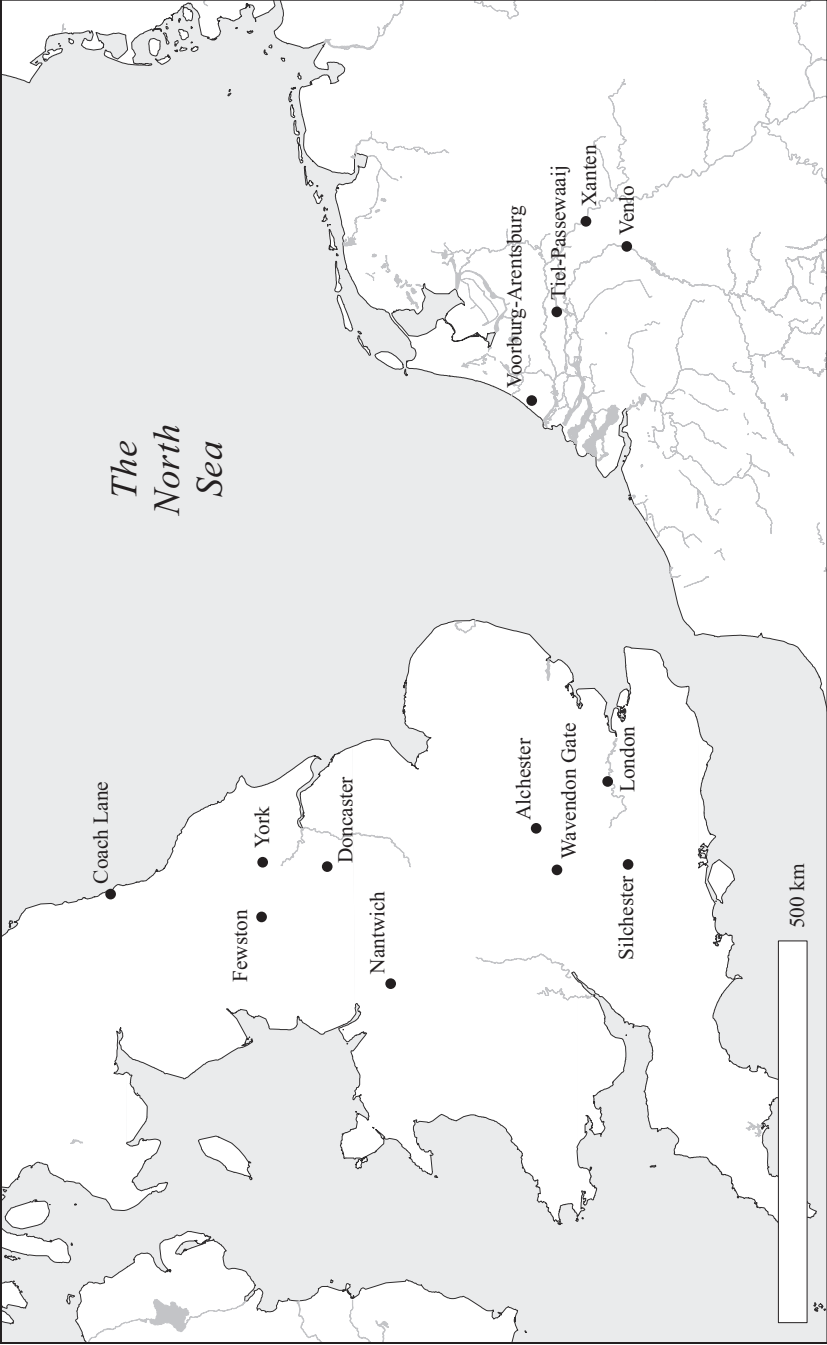 The
North
Sea
Coach Lane
Fewston
York
Doncaster
Nantwich
Voorburg-Arentsburg
Alchester
Tiel-Passewaaij
Wavendon Gate
Xanten
London
Silchester
Venlo
500 km